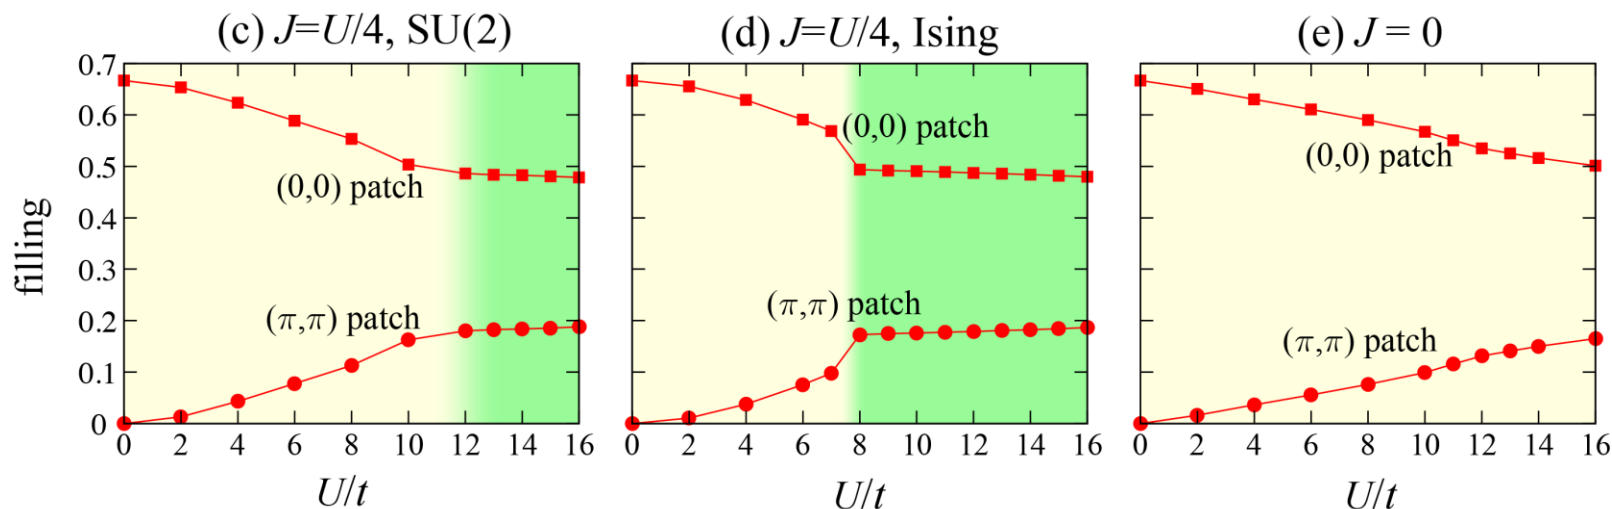 (c) J=U/4, SU(2)
(d) J=U/4, Ising
(e) J = 0
filling
0.7
0.6
0.5
0.4
0.3
0.2
0.1
0
(0,0) patch
(π,π) patch
0 2 4 6 8 10 12 14 16
U/t
(0,0) patch
(π,π) patch
0 2 4 6 8 10 12 14 16
U/t
(0,0) patch
(π,π) patch
0 2 4 6 8 10 12 14 16
U/t